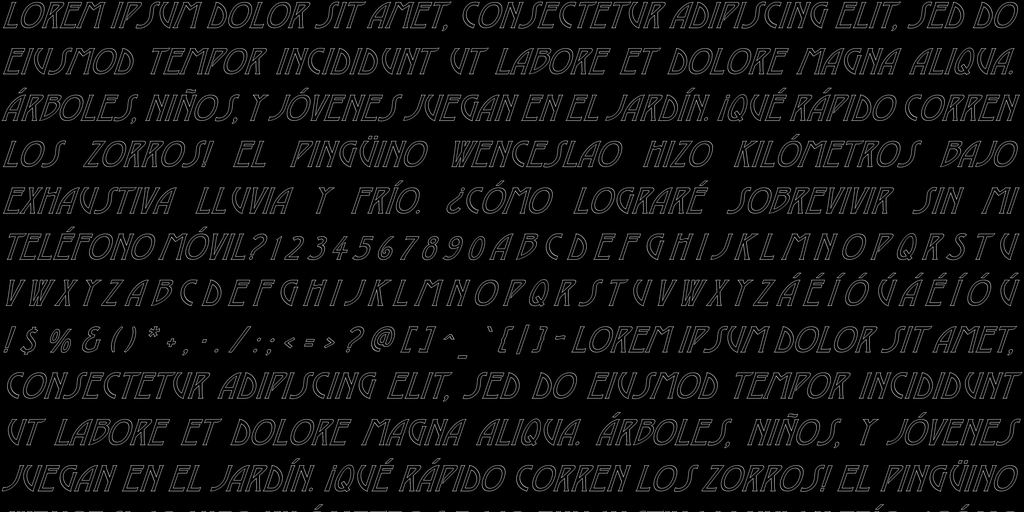 LOREM IPSUM DOLOR SIT AMET, CONSECTETUR ADIPISCING ELIT, SED DO
EIUSMOD TEMPOR INCIDIDUNT UT LABORE ET DOLORE MAGNA ALIQUA.
ÁRBOLES, NIÑOS, Y JÓVENES JUEGAN EN EL JARDÍN. ¡QUÉ RÁPIDO CORREN
LOS ZORROS! EL PINGÜINO WENCESLAO HIZO KILÓMETROS BAJO
EXHAUSTIVA LLUVIA Y FRÍO. ¿CÓMO LOGRARÉ SOBREVIVIR SIN MI
TELÉFONO MÓVIL? 1 2 3 4 5 6 7 8 9 0 A B C D E F G H I J K L M N O P Q R S T U
V W X Y Z A B C D E F G H I J K L M N O P Q R S T U V W X Y Z Á É Í Ó Ú Á É Í Ó Ú
! $ % & ( ) * + , - . / : ; < = > ? @ [ ] ^ _ ` { | } ~ LOREM IPSUM DOLOR SIT AMET,
CONSECTETUR ADIPISCING ELIT, SED DO EIUSMOD TEMPOR INCIDIDUNT
UT LABORE ET DOLORE MAGNA ALIQUA. ÁRBOLES, NIÑOS, Y JÓVENES
JUEGAN EN EL JARDÍN. ¡QUÉ RÁPIDO CORREN LOS ZORROS! EL PINGÜINO